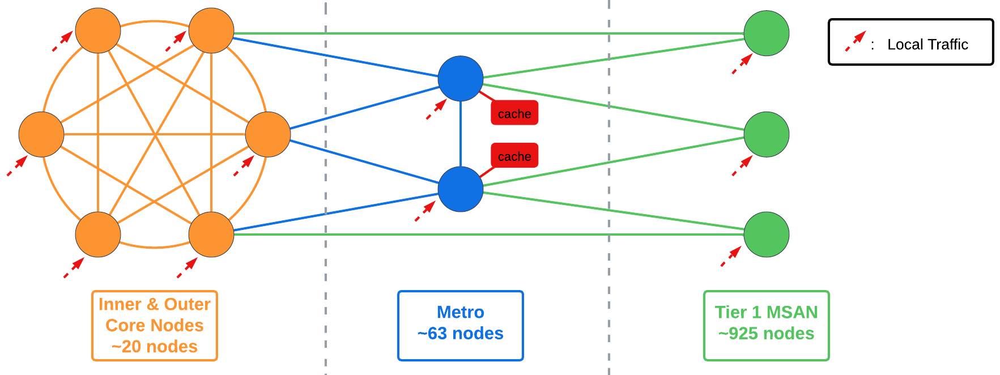 : Local Traffic
cache
cache
Inner & Outer
Core Nodes
~20 nodes
Metro
~63 nodes
Tier 1 MSAN
~925 nodes